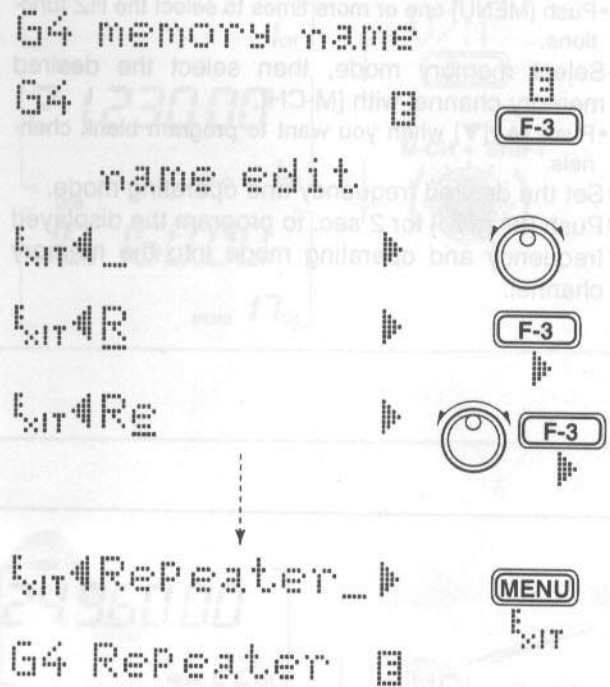 G4 memory name
G4 E
E
F-3
name edit
EXIT ◀_ ▶
EXIT ◀R ▶
F-3
▶
EXIT ◀Re ▶
F-3
▶
EXIT ◀Repeater_ ▶
MENU
EXIT
G4 Repeater E